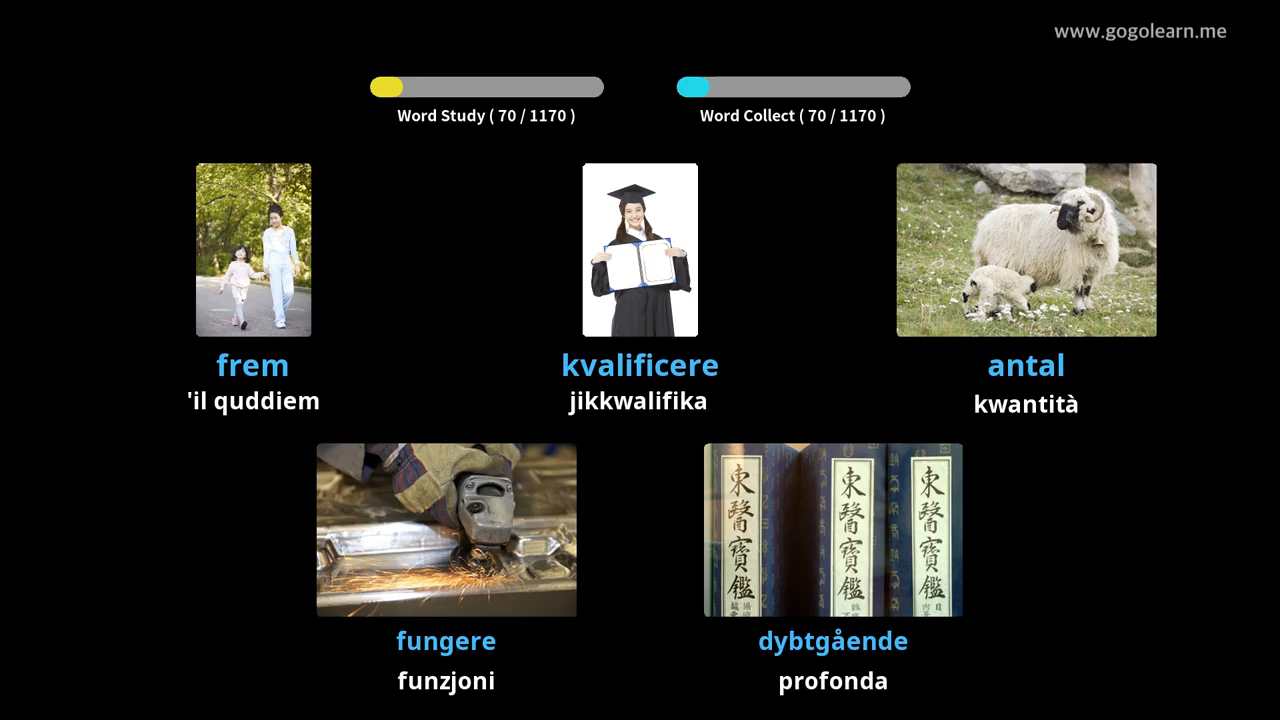 www.gogolearn.me
Word Study ( 70 / 1170 )
Word Collect ( 70 / 1170 )
frem
'il quddiem
kvalificere
jikkwalifika
antal
kwantità
東醫寶鑑
東醫寶鑑
東醫寶鑑
fungere
funzjoni
dybtgående
profonda